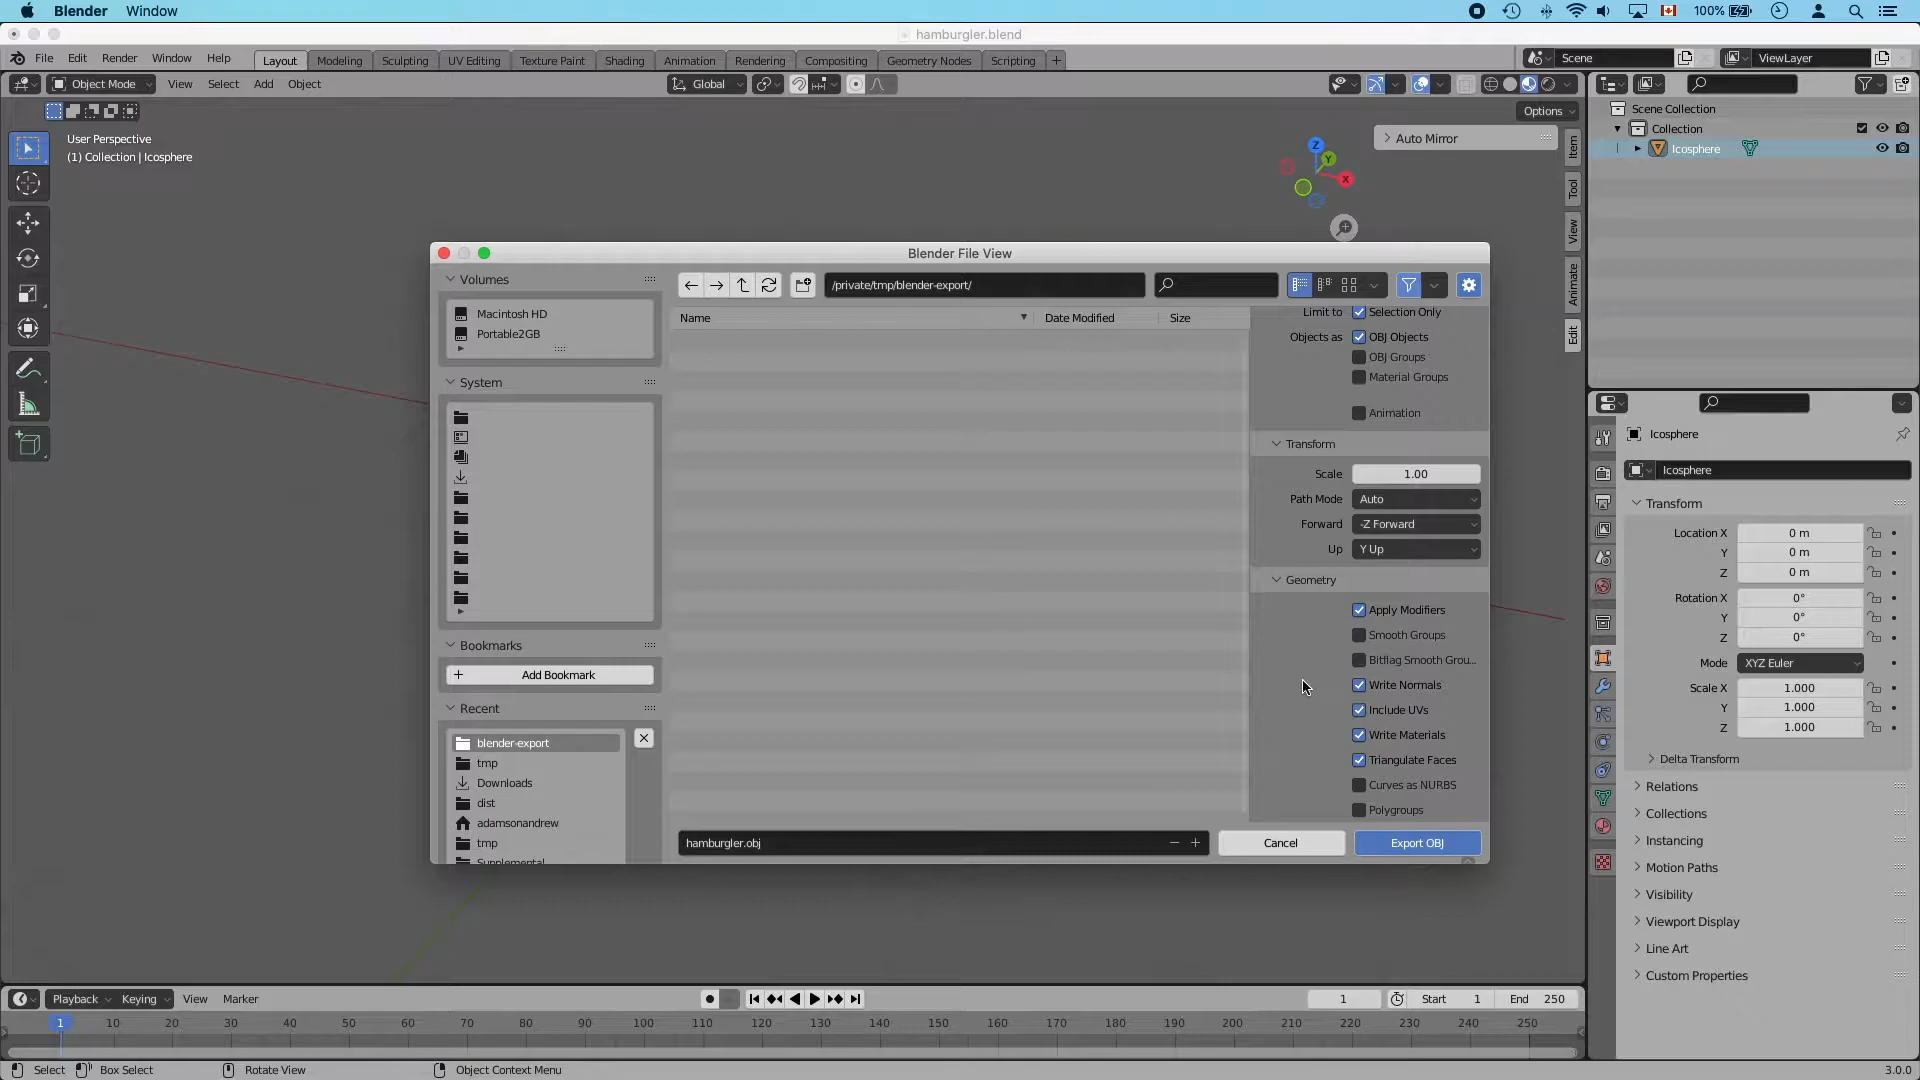 Blender Window 100%
hamburgler.blend
File Edit Render Window Help Layout Modeling Sculpting UV Editing Texture Paint Shading Animation Rendering Compositing Geometry Nodes Scripting + Scene ViewLayer
Object Mode View Select Add Object Global
Options
User Perspective
(1) Collection | Icosphere
Z
Y
X
Auto Mirror
Item
Tool
View
Animate
Edit
Scene Collection
Collection
Icosphere
Blender File View
Volumes
Macintosh HD
Portable2GB
System
Bookmarks
+ Add Bookmark
Recent
blender-export
tmp
Downloads
dist
adamsonandrew
tmp
Supplemental
/private/tmp/blender-export/
Name Date Modified Size
Limit to Selection Only
Objects as OBJ Objects
OBJ Groups
Material Groups
Animation
Transform
Scale 1.00
Path Mode Auto
Forward -Z Forward
Up Y Up
Geometry
Apply Modifiers
Smooth Groups
Bitflag Smooth Grou...
Write Normals
Include UVs
Write Materials
Triangulate Faces
Curves as NURBS
Polygroups
hamburgler.obj − + Cancel Export OBJ
Icosphere
Icosphere
Transform
Location X 0 m
Y 0 m
Z 0 m
Rotation X 0°
Y 0°
Z 0°
Mode XYZ Euler
Scale X 1.000
Y 1.000
Z 1.000
Delta Transform
Relations
Collections
Instancing
Motion Paths
Visibility
Viewport Display
Line Art
Custom Properties
Playback Keying View Marker 1 Start 1 End 250
1 10 20 30 40 50 60 70 80 90 100 110 120 130 140 150 160 170 180 190 200 210 220 230 240 250
Select Box Select Rotate View Object Context Menu 3.0.0